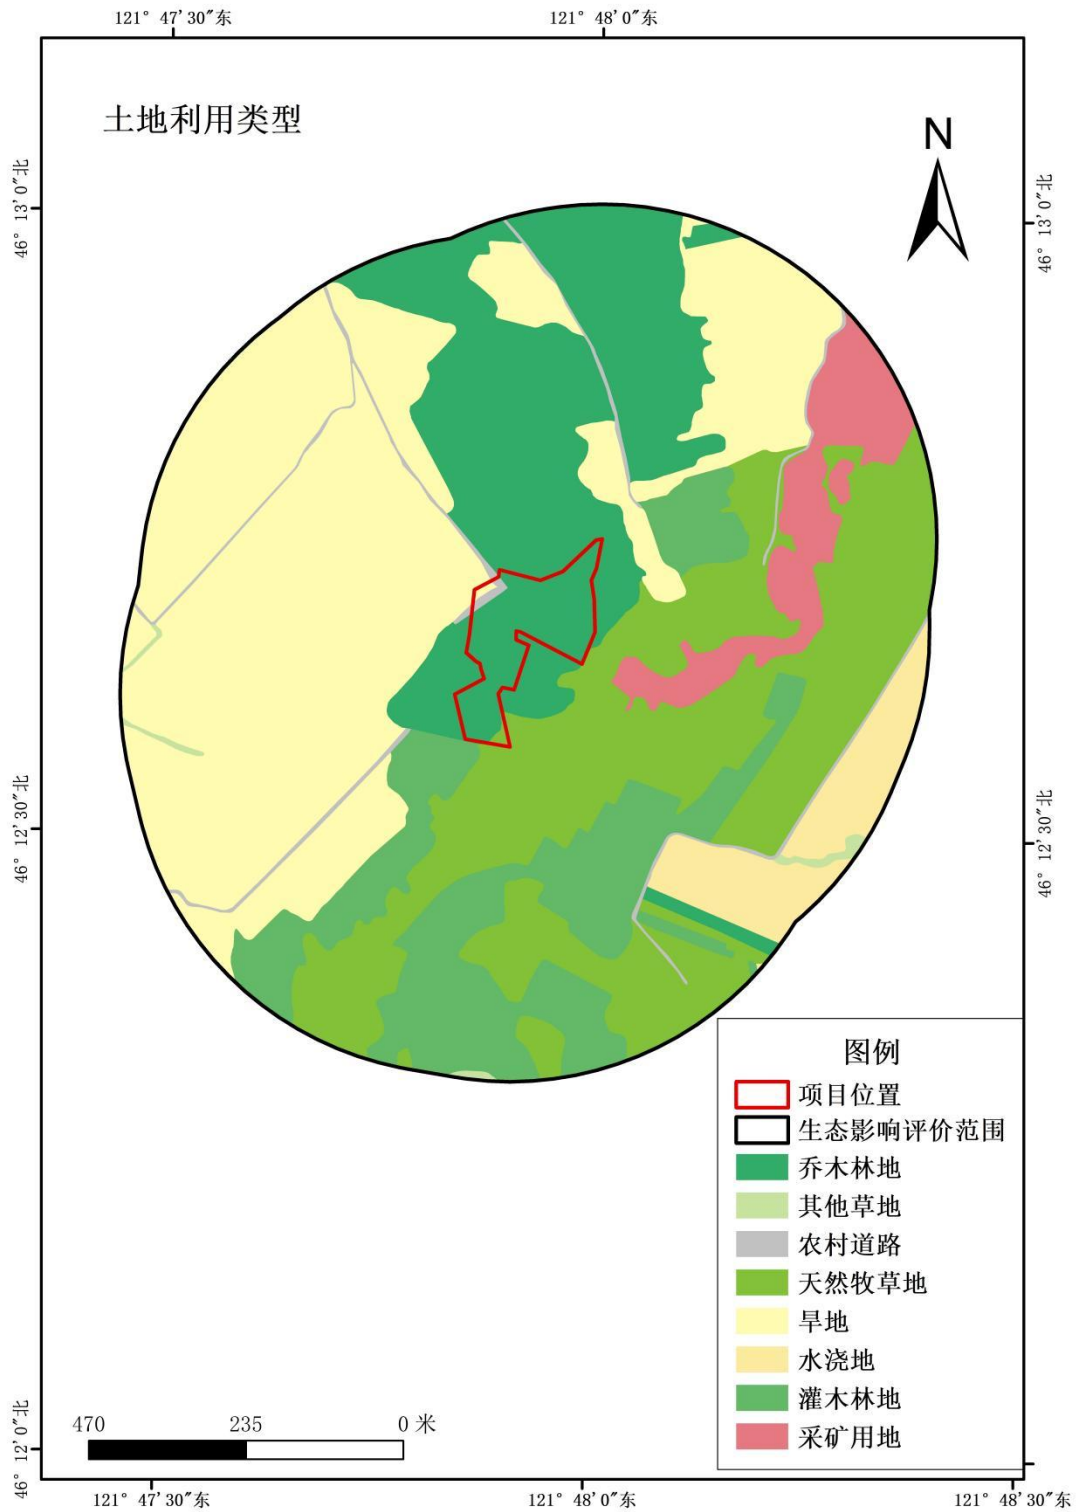 121° 47′30″东
121° 48′0″东
土地利用类型
N
46° 13′0″北
46° 13′0″北
46° 12′30″北
46° 12′30″北
图例
项目位置
生态影响评价范围
乔木林地
其他草地
农村道路
天然牧草地
旱地
水浇地
灌木林地
采矿用地
470 235 0 米
46° 12′0″北
121° 47′30″东
121° 48′0″东
121° 48′30″东